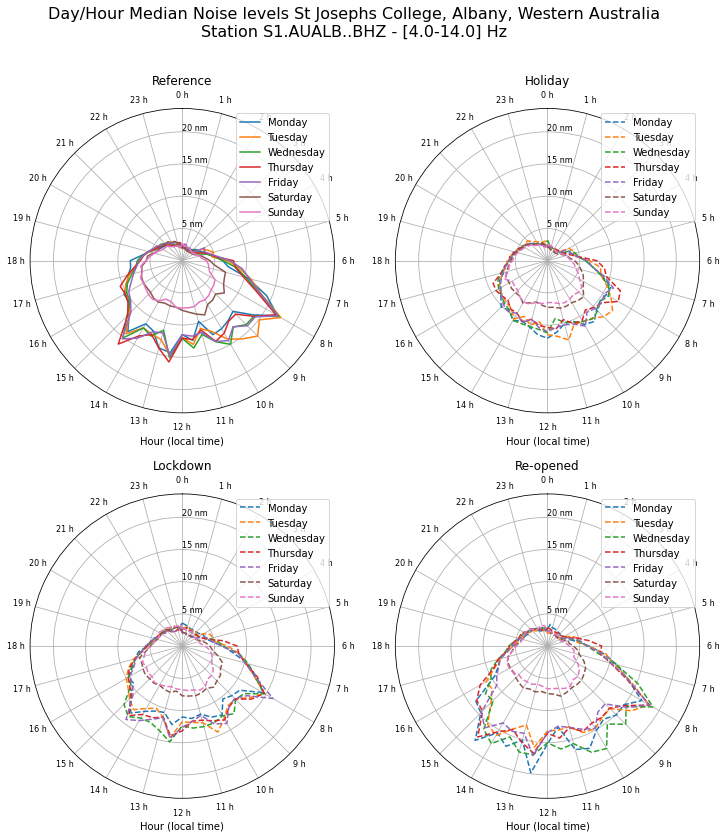 Day/Hour Median Noise levels St Josephs College, Albany, Western Australia
Station S1.AUALB..BHZ - [4.0-14.0] Hz
Reference
0 h
1 h
5 h
6 h
7 h
8 h
9 h
10 h
11 h
12 h
13 h
14 h
15 h
16 h
17 h
18 h
19 h
20 h
21 h
22 h
23 h
20 nm
15 nm
10 nm
5 nm
Monday
Tuesday
Wednesday
Thursday
Friday
Saturday
Sunday
Hour (local time)
Holiday
0 h
1 h
5 h
6 h
7 h
8 h
9 h
10 h
11 h
12 h
13 h
14 h
15 h
16 h
17 h
18 h
19 h
20 h
21 h
22 h
23 h
20 nm
15 nm
10 nm
5 nm
Monday
Tuesday
Wednesday
Thursday
Friday
Saturday
Sunday
Hour (local time)
Lockdown
0 h
1 h
5 h
6 h
7 h
8 h
9 h
10 h
11 h
12 h
13 h
14 h
15 h
16 h
17 h
18 h
19 h
20 h
21 h
22 h
23 h
20 nm
15 nm
10 nm
5 nm
Monday
Tuesday
Wednesday
Thursday
Friday
Saturday
Sunday
Hour (local time)
Re-opened
0 h
1 h
5 h
6 h
7 h
8 h
9 h
10 h
11 h
12 h
13 h
14 h
15 h
16 h
17 h
18 h
19 h
20 h
21 h
22 h
23 h
20 nm
15 nm
10 nm
5 nm
Monday
Tuesday
Wednesday
Thursday
Friday
Saturday
Sunday
Hour (local time)